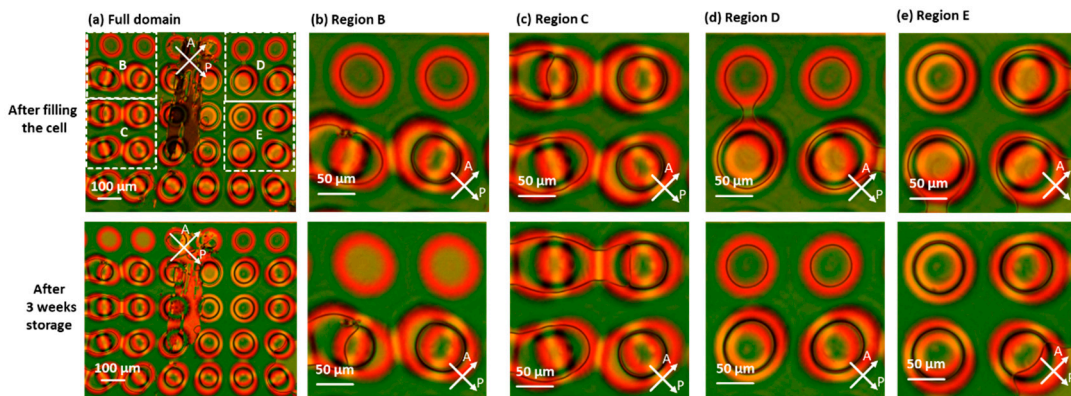 (a) Full domain
(b) Region B
(c) Region C
(d) Region D
(e) Region E
After filling
the cell
A
P
B
D
C
E
100 µm
50 µm
P
50 µm
A
P
50 µm
A
P
50 µm
A
P
After
3 weeks
storage
A
P
100 µm
50 µm
A
P
50 µm
A
P
50 µm
A
P
50 µm
A
P